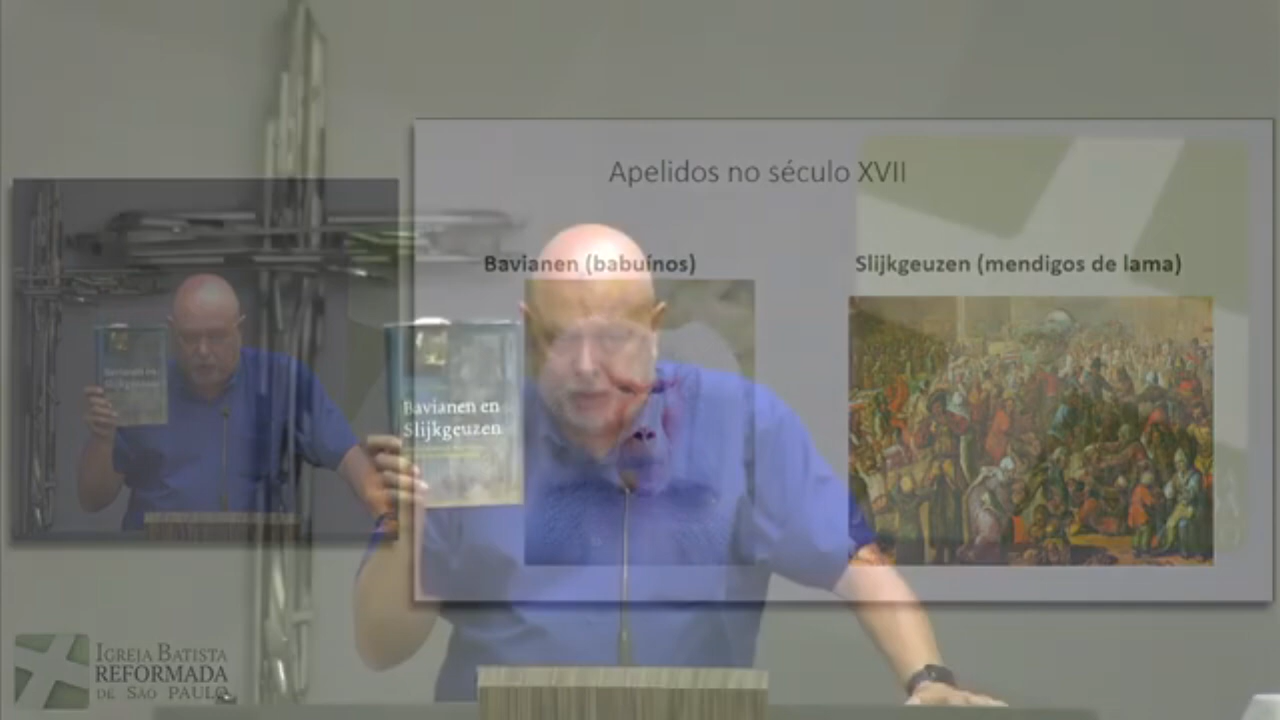 Apelidos no século XVII
Bavianen (babuínos)
Slijkgeuzen (mendigos de lama)
Bavianen en
Slijkgeuzen
Bavianen en
Slijkgeuzen
IGREJA BATISTA
REFORMADA
DE SÃO PAULO